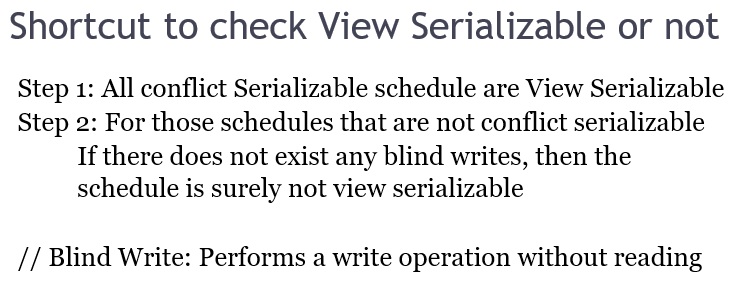 Shortcut to check View Serializable or not
Step 1: All conflict Serializable schedule are View Serializable
Step 2: For those schedules that are not conflict serializable
If there does not exist any blind writes, then the
schedule is surely not view serializable
// Blind Write: Performs a write operation without reading